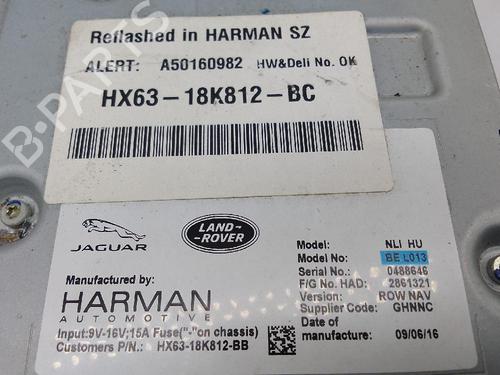 Reflashed in HARMAN SZ
ALERT: A50160982 HW&Deli No. OK
HX63-18K812-BC
JAGUAR
LAND-ROVER
Manufactured by:
HARMAN
AUTOMOTIVE
Input:9V-16V;15A Fuse("-"on chassis)
Customers P/N.: HX63-18K812-BB
Model: NLI HU
Model No: BE L013
Serial No.: 0488646
F/G No. HAD: 2861321
Version: ROW NAV
Supplier Code: GHNNC
Date of
manufacture: 09/06/16
B-PARTS